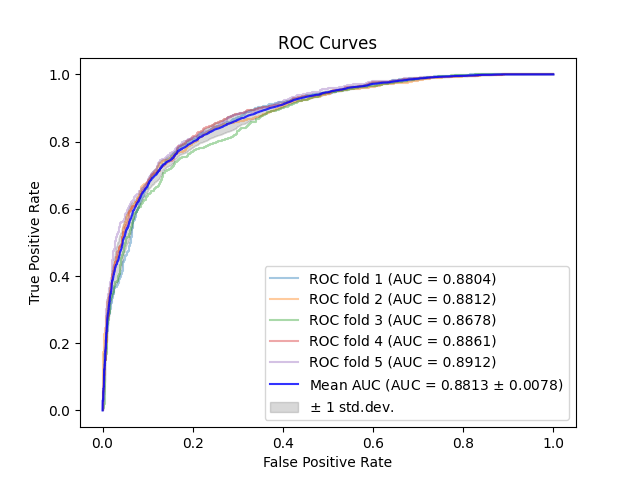 ROC Curves
True Positive Rate
1.0
0.8
0.6
0.4
0.2
0.0
ROC fold 1 (AUC = 0.8804)
ROC fold 2 (AUC = 0.8812)
ROC fold 3 (AUC = 0.8678)
ROC fold 4 (AUC = 0.8861)
ROC fold 5 (AUC = 0.8912)
Mean AUC (AUC = 0.8813 ± 0.0078)
± 1 std.dev.
0.0 0.2 0.4 0.6 0.8 1.0
False Positive Rate